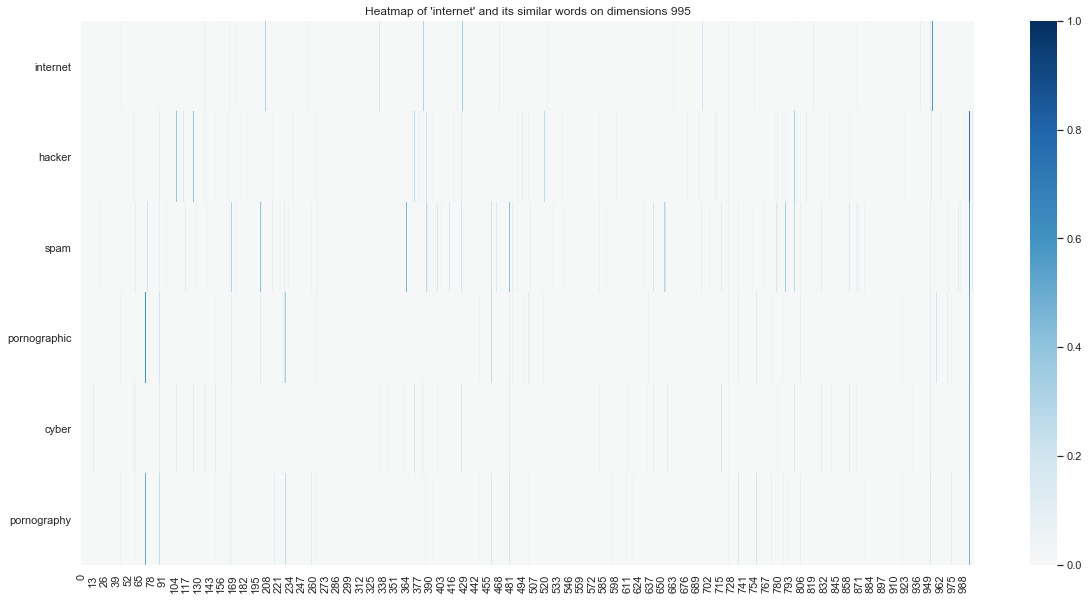 Heatmap of 'internet' and its similar words on dimensions 995
internet
hacker
spam
pornographic
cyber
pornography
0 13 26 39 52 65 78 91 104 117 130 143 156 169 182 195 208 221 234 247 260 273 286 299 312 325 338 351 364 377 390 403 416 429 442 455 468 481 494 507 520 533 546 559 572 585 598 611 624 637 650 663 676 689 702 715 728 741 754 767 780 793 806 819 832 845 858 871 884 897 910 923 936 949 962 975 988
1.0
0.8
0.6
0.4
0.2
0.0